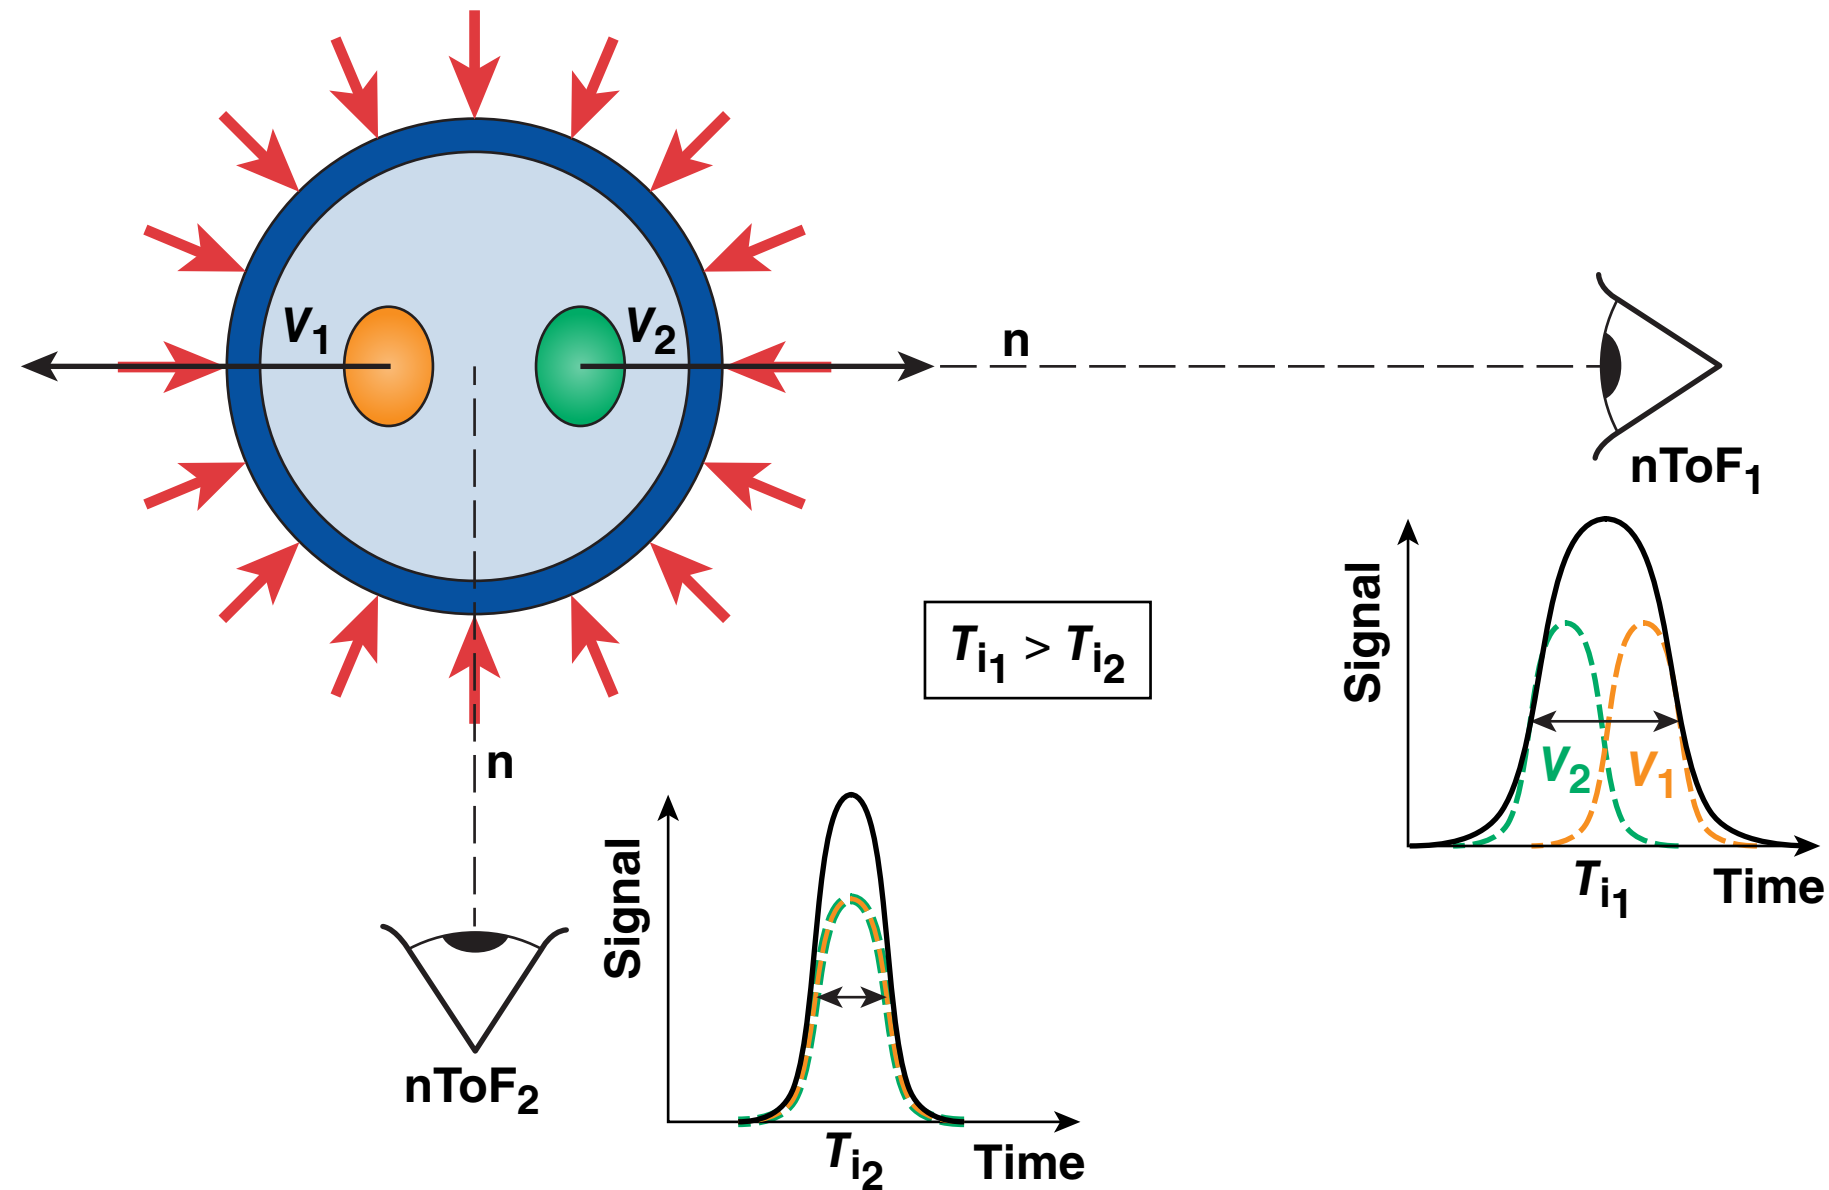 V₁
V₂
n
nToF₁
n
nToF₂
Tᵢ₁ > Tᵢ₂
Signal
V₂
V₁
Tᵢ₁
Time
Signal
Tᵢ₂
Time